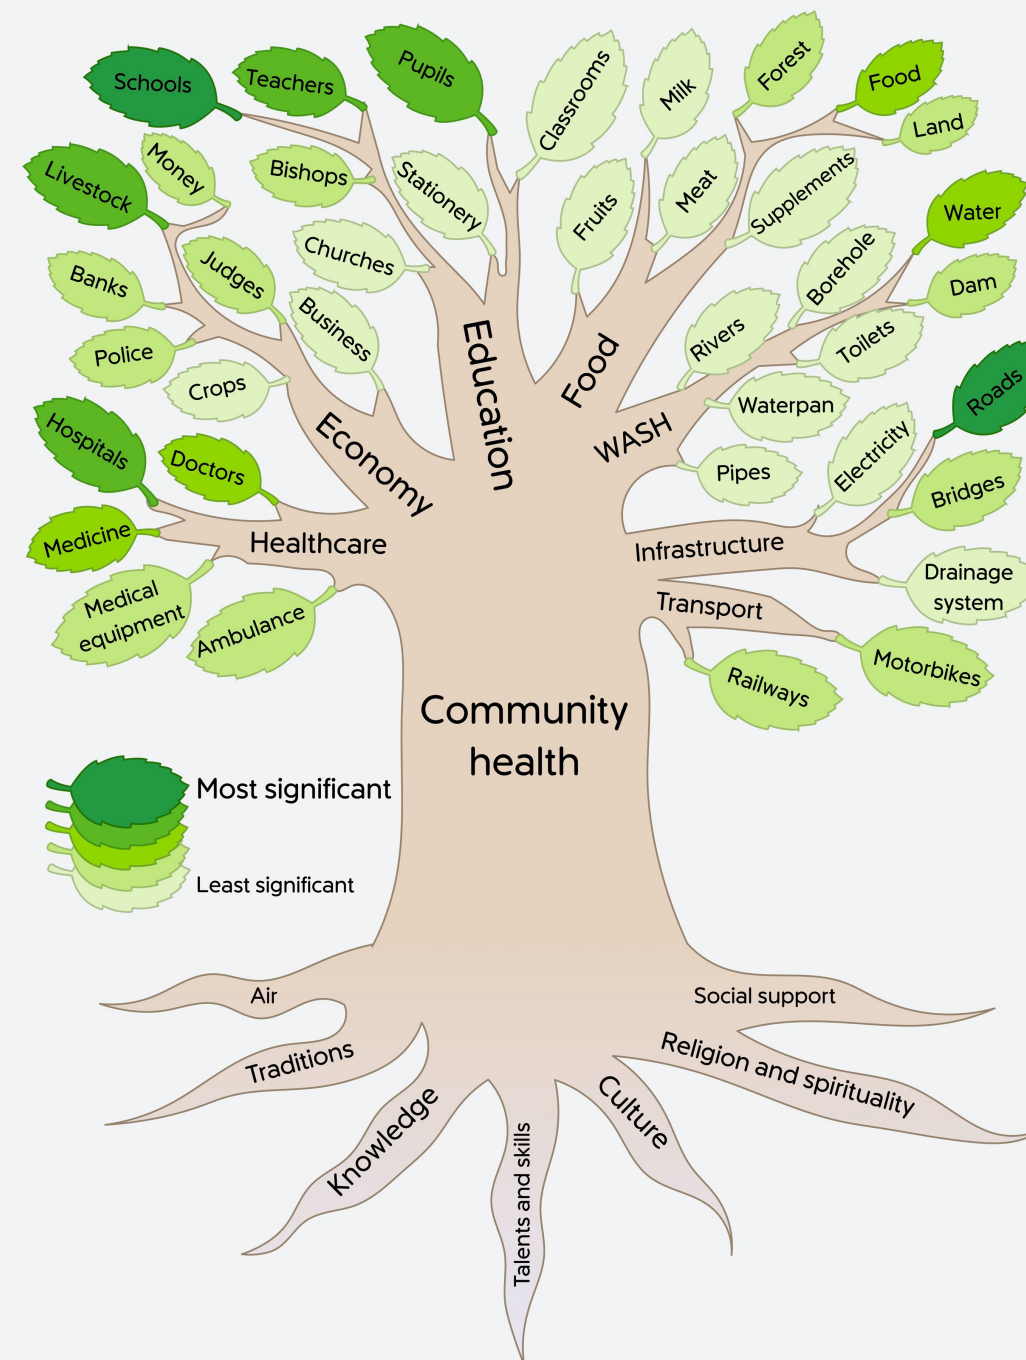 Schools
Teachers
Pupils
Classrooms
Milk
Forest
Food
Land
Livestock
Money
Bishops
Stationery
Fruits
Meat
Supplements
Water
Banks
Judges
Churches
Borehole
Dam
Police
Business
Rivers
Toilets
Crops
Education
Food
WASH
Waterpan
Roads
Hospitals
Doctors
Economy
Pipes
Electricity
Bridges
Medicine
Healthcare
Infrastructure
Drainage
system
Medical
equipment
Ambulance
Transport
Railways
Motorbikes
Community
health
Most significant
Least significant
Air
Social support
Traditions
Religion and spirituality
Knowledge
Talents and skills
Culture